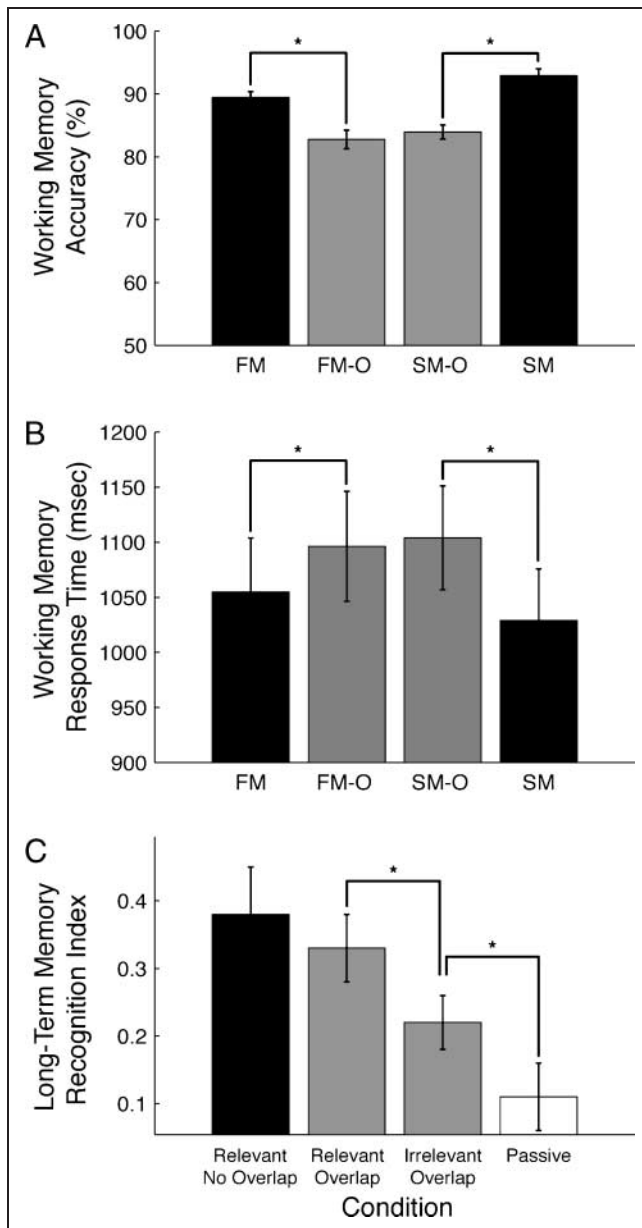 A
Working Memory
Accuracy (%)
100
90
80
70
60
50
*
*
FM
FM-O
SM-O
SM
B
Working Memory
Response Time (msec)
1200
1150
1100
1050
1000
950
900
*
*
FM
FM-O
SM-O
SM
C
Long-Term Memory
Recognition Index
0.4
0.3
0.2
0.1
*
*
Relevant
No Overlap
Relevant
Overlap
Irrelevant
Overlap
Passive
Condition